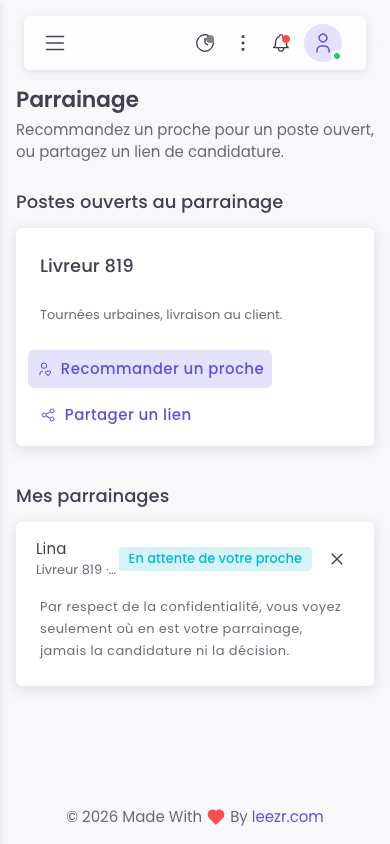 Parrainage
Recommandez un proche pour un poste ouvert,
ou partagez un lien de candidature.
Postes ouverts au parrainage
Livreur 819
Tournées urbaines, livraison au client.
Recommander un proche
Partager un lien
Mes parrainages
Lina
Livreur 819 ·...
En attente de votre proche
Par respect de la confidentialité, vous voyez
seulement où en est votre parrainage,
jamais la candidature ni la décision.
© 2026 Made With ❤ By leezr.com